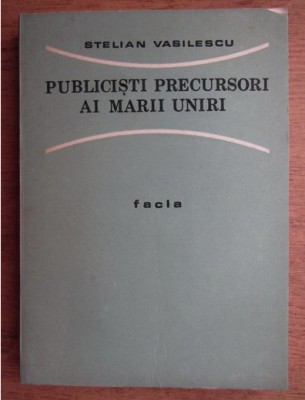 STELIAN VASILESCU
PUBLICIȘTI PRECURSORI
AI MARII UNIRI
facla